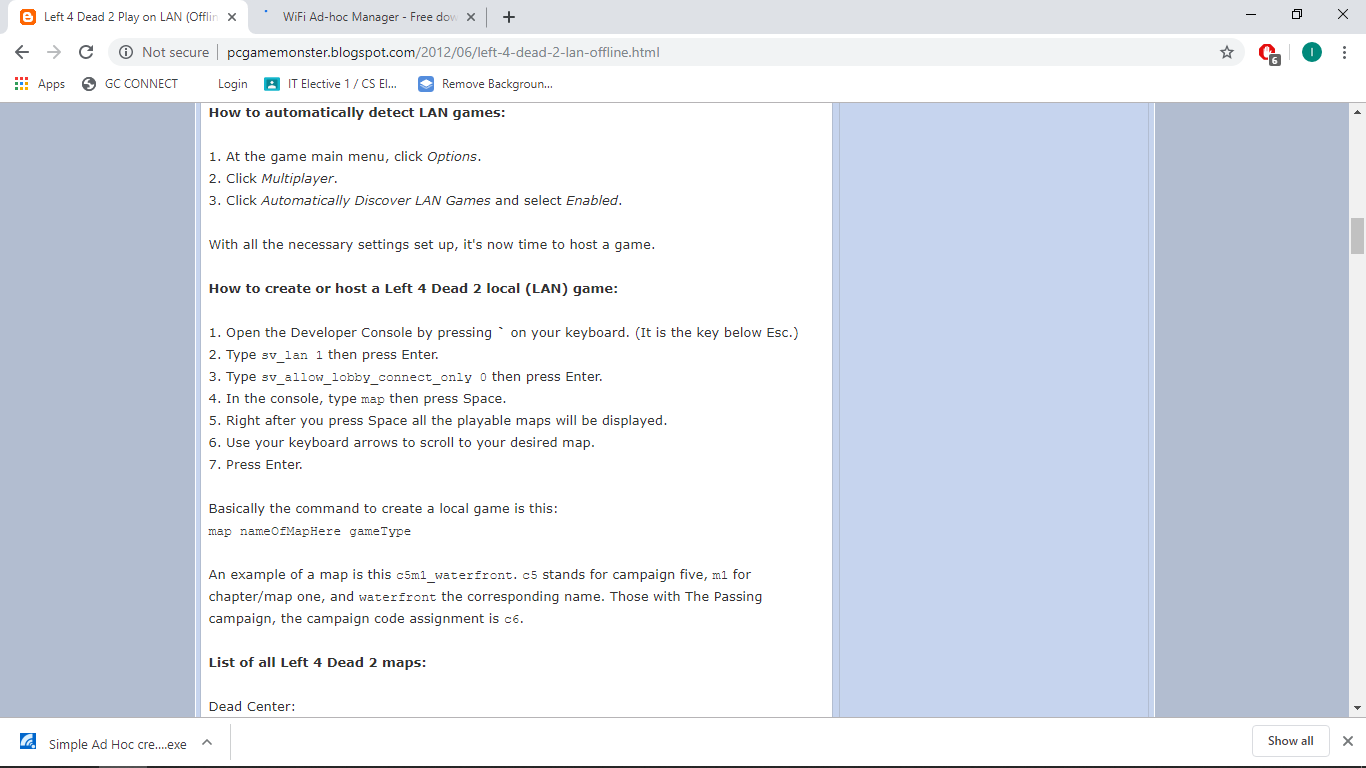 Left 4 Dead 2 Play on LAN (Offlin
WiFi Ad-hoc Manager - Free dow
Not secure
pcgamemonster.blogspot.com/2012/06/left-4-dead-2-lan-offline.html
6
I
Apps
GC CONNECT
Login
IT Elective 1 / CS El...
Remove Backgroun...
How to automatically detect LAN games:
1. At the game main menu, click Options.
2. Click Multiplayer.
3. Click Automatically Discover LAN Games and select Enabled.
With all the necessary settings set up, it's now time to host a game.
How to create or host a Left 4 Dead 2 local (LAN) game:
1. Open the Developer Console by pressing ` on your keyboard. (It is the key below Esc.)
2. Type sv_lan 1 then press Enter.
3. Type sv_allow_lobby_connect_only 0 then press Enter.
4. In the console, type map then press Space.
5. Right after you press Space all the playable maps will be displayed.
6. Use your keyboard arrows to scroll to your desired map.
7. Press Enter.
Basically the command to create a local game is this:
map nameOfMapHere gameType
An example of a map is this c5m1_waterfront. c5 stands for campaign five, m1 for
chapter/map one, and waterfront the corresponding name. Those with The Passing
campaign, the campaign code assignment is c6.
List of all Left 4 Dead 2 maps:
Dead Center:
Simple Ad Hoc cre....exe
Show all